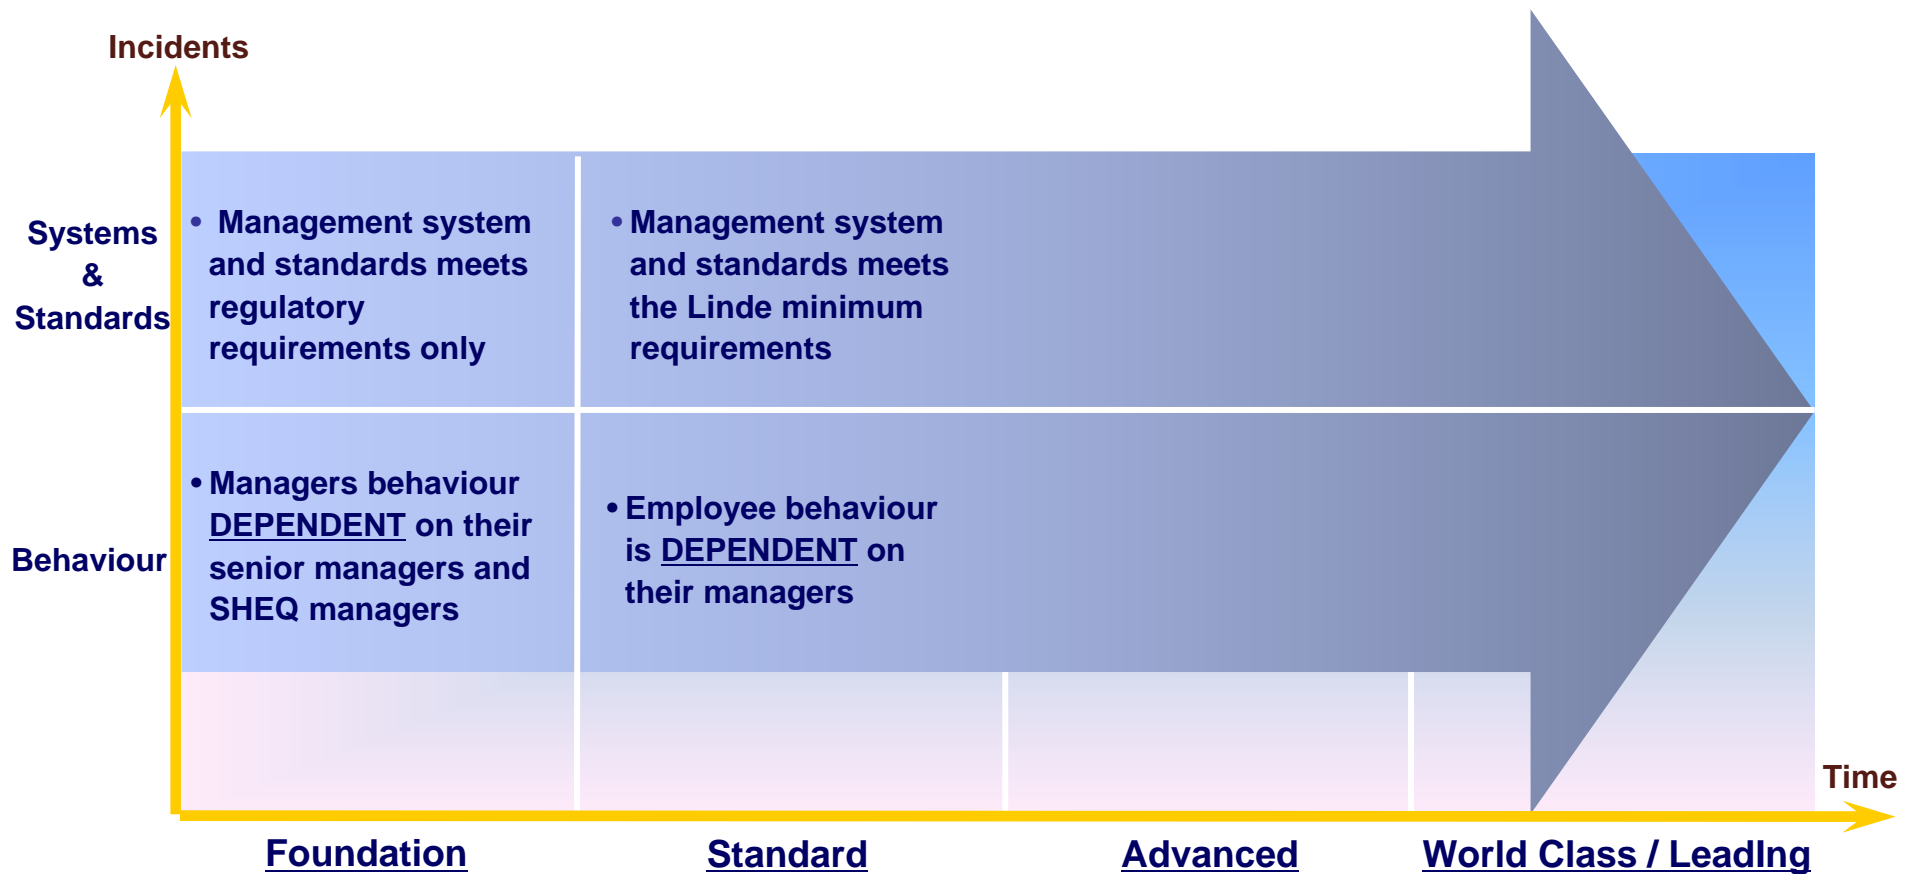 Incidents
Systems
&
Standards
• Management system
and standards meets
regulatory
requirements only
• Management system
and standards meets
the Linde minimum
requirements
Behaviour
• Managers behaviour
DEPENDENT on their
senior managers and
SHEQ managers
• Employee behaviour
is DEPENDENT on
their managers
Time
Foundation
Standard
Advanced
World Class / LeadIng